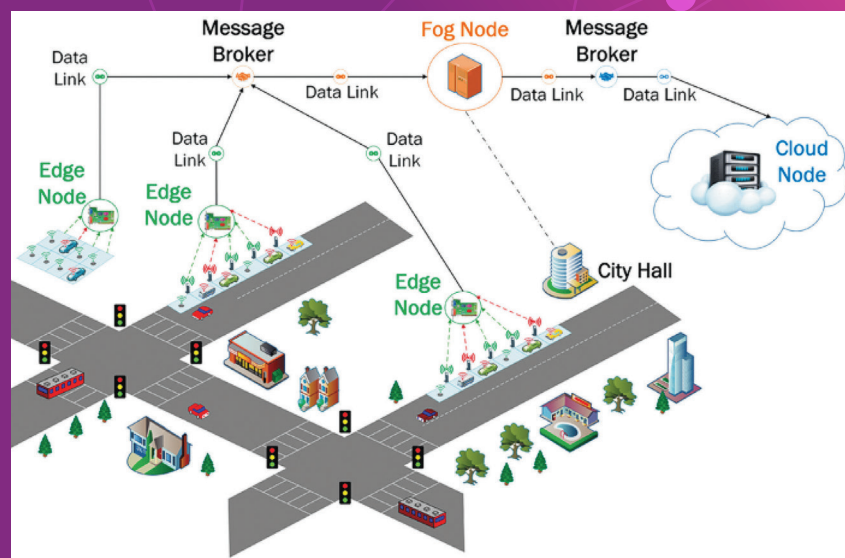 Message
Broker
Fog Node
Message
Broker
Data
Link
Data Link
Data Link
Data Link
Data
Link
Data
Link
Edge
Node
Edge
Node
Cloud
Node
City Hall
Edge
Node